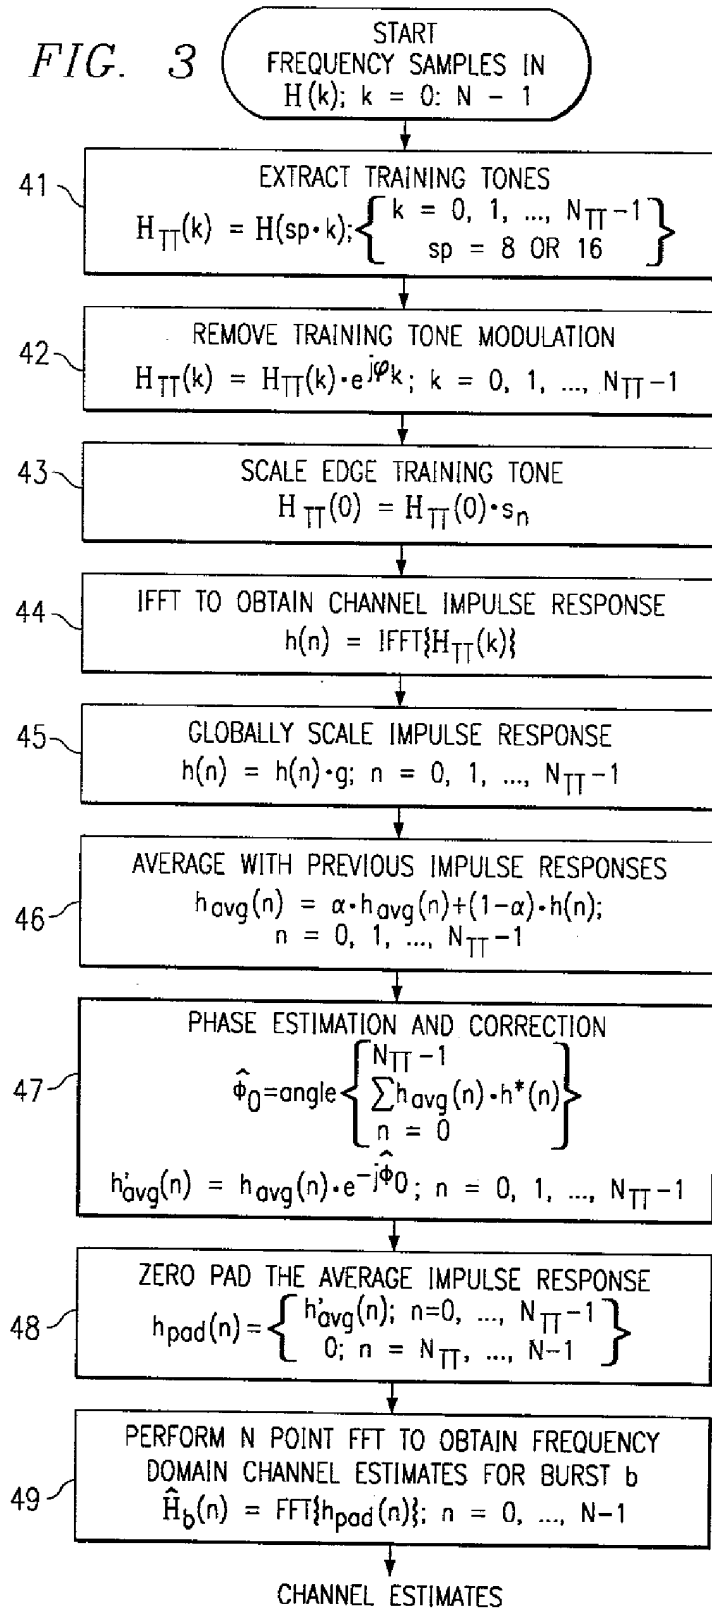 FIG. 3
START
FREQUENCY SAMPLES IN
H(k); k = 0: N - 1
41
EXTRACT TRAINING TONES
H_TT(k) = H(sp·k); { k = 0, 1, ..., N_TT-1
sp = 8 OR 16 }
42
REMOVE TRAINING TONE MODULATION
H_TT(k) = H_TT(k)·e^jφk; k = 0, 1, ..., N_TT-1
43
SCALE EDGE TRAINING TONE
H_TT(0) = H_TT(0)·s_n
44
IFFT TO OBTAIN CHANNEL IMPULSE RESPONSE
h(n) = IFFT{H_TT(k)}
45
GLOBALLY SCALE IMPULSE RESPONSE
h(n) = h(n)·g; n = 0, 1, ..., N_TT-1
46
AVERAGE WITH PREVIOUS IMPULSE RESPONSES
h_avg(n) = α·h_avg(n)+(1-α)·h(n);
n = 0, 1, ..., N_TT-1
47
PHASE ESTIMATION AND CORRECTION
N_TT-1
ϕ̂_0=angle{ ∑h_avg(n)·h*(n) }
n = 0
h'_avg(n) = h_avg(n)·e^-jϕ̂0; n = 0, 1, ..., N_TT-1
48
ZERO PAD THE AVERAGE IMPULSE RESPONSE
h_pad(n) = { h'_avg(n); n=0, ..., N_TT-1
0; n = N_TT, ..., N-1 }
49
PERFORM N POINT FFT TO OBTAIN FREQUENCY
DOMAIN CHANNEL ESTIMATES FOR BURST b
Ĥ_b(n) = FFT{h_pad(n)}; n = 0, ..., N-1
CHANNEL ESTIMATES